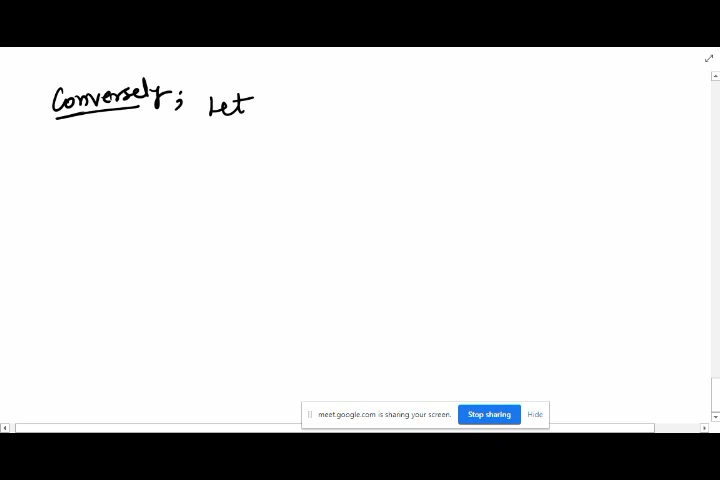 Conversely; Let
meet.google.com is sharing your screen. Stop sharing Hide